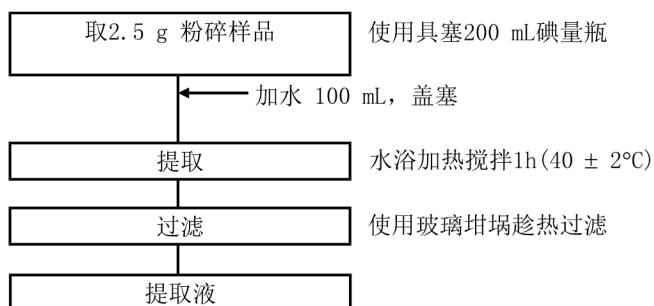 取2.5 g 粉碎样品
使用具塞200 mL碘量瓶
加水 100 mL，盖塞
提取
水浴加热搅拌1h(40 ± 2°C)
过滤
使用玻璃坩埚趁热过滤
提取液